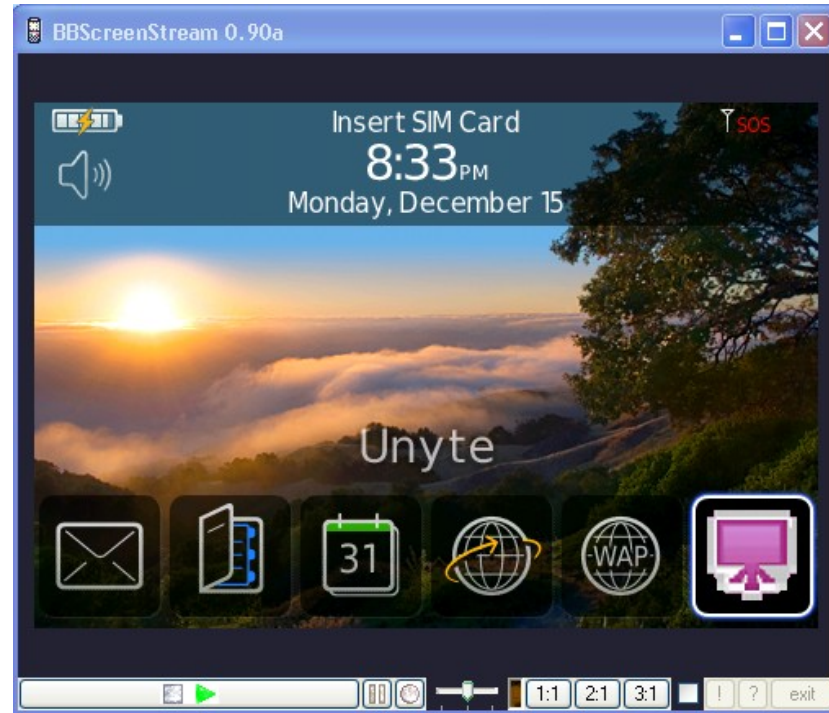 BBScreenStream 0.90a
Insert SIM Card
SOS
8:33PM
Monday, December 15
Unyte
31
WAP
1:1 2:1 3:1 ! ? exit